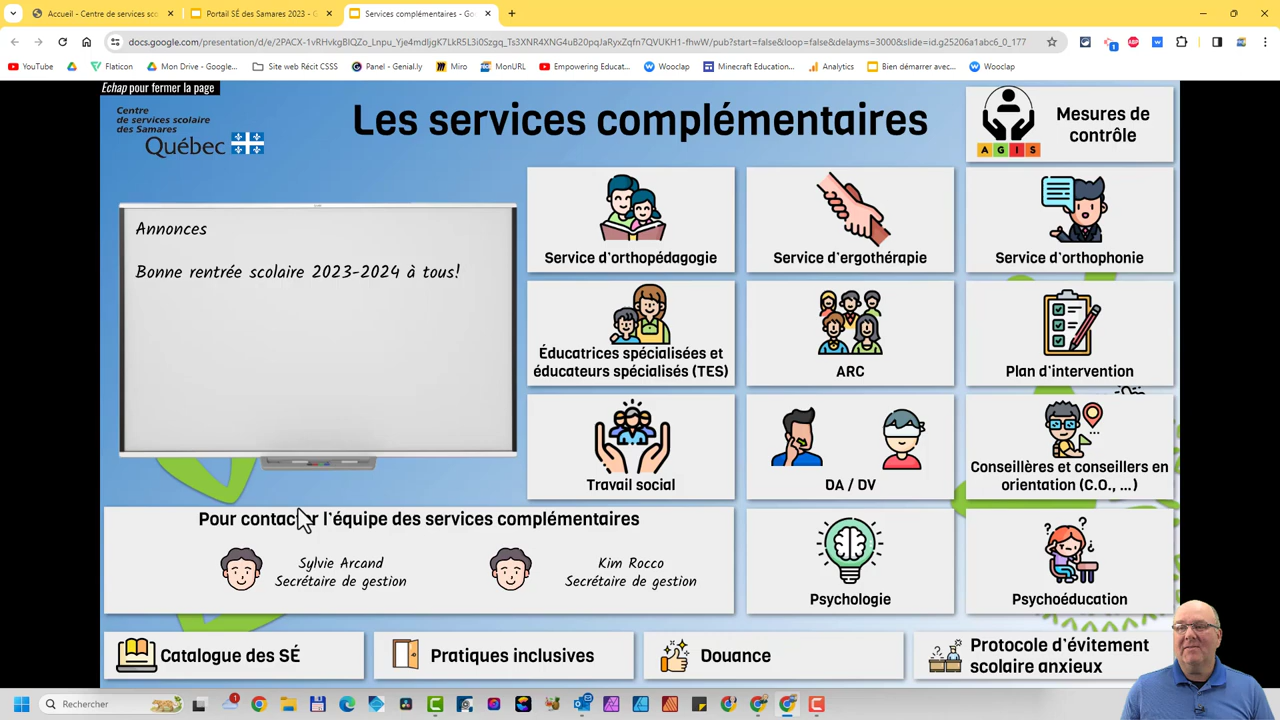 Accueil - Centre de services sco
Portail SÉ des Samares 2023 - G
Services complémentaires - Go
docs.google.com/presentation/d/e/2PACX-1vRHvkgBIQZo_Lnpu_Yje4mdIjgK7LkR5L3i0Szgq_Ts3XNR4XNG4uB20pqJaRyxZqfn7QVUKH1-fhwW/pub?start=false&loop=false&delayms=3000&slide=id.g25206a1abc6_0_177
YouTube
Flaticon
Mon Drive - Google...
Site web Récit CSSS
Panel - Genial.ly
Miro
MonURL
Empowering Educat...
Wooclap
Minecraft Education...
Analytics
Bien démarrer avec...
Wooclap
Echap pour fermer la page
Centre
de services scolaire
des Samares
Québec
Les services complémentaires
AGIS
Mesures de
contrôle
Annonces
Bonne rentrée scolaire 2023-2024 à tous!
Service d'orthopédagogie
Service d'ergothérapie
Service d'orthophonie
Éducatrices spécialisées et
éducateurs spécialisés (TES)
ARC
Plan d'intervention
Travail social
DA / DV
Conseillères et conseillers en
orientation (C.O., ...)
Pour contacter l'équipe des services complémentaires
Sylvie Arcand
Secrétaire de gestion
Kim Rocco
Secrétaire de gestion
Psychologie
Psychoéducation
Catalogue des SÉ
Pratiques inclusives
Douance
Protocole d'évitement
scolaire anxieux
Rechercher